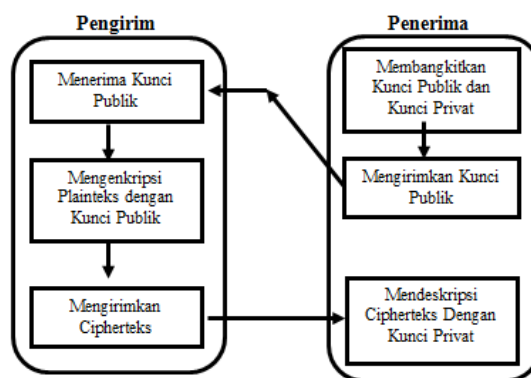 Pengirim
Menerima Kunci
Publik
Mengenkripsi
Plainteks dengan
Kunci Publik
Mengirimkan
Cipherteks
Penerima
Membangkitkan
Kunci Publik dan
Kunci Privat
Mengirimkan Kunci
Publik
Mendeskripsi
Cipherteks Dengan
Kunci Privat